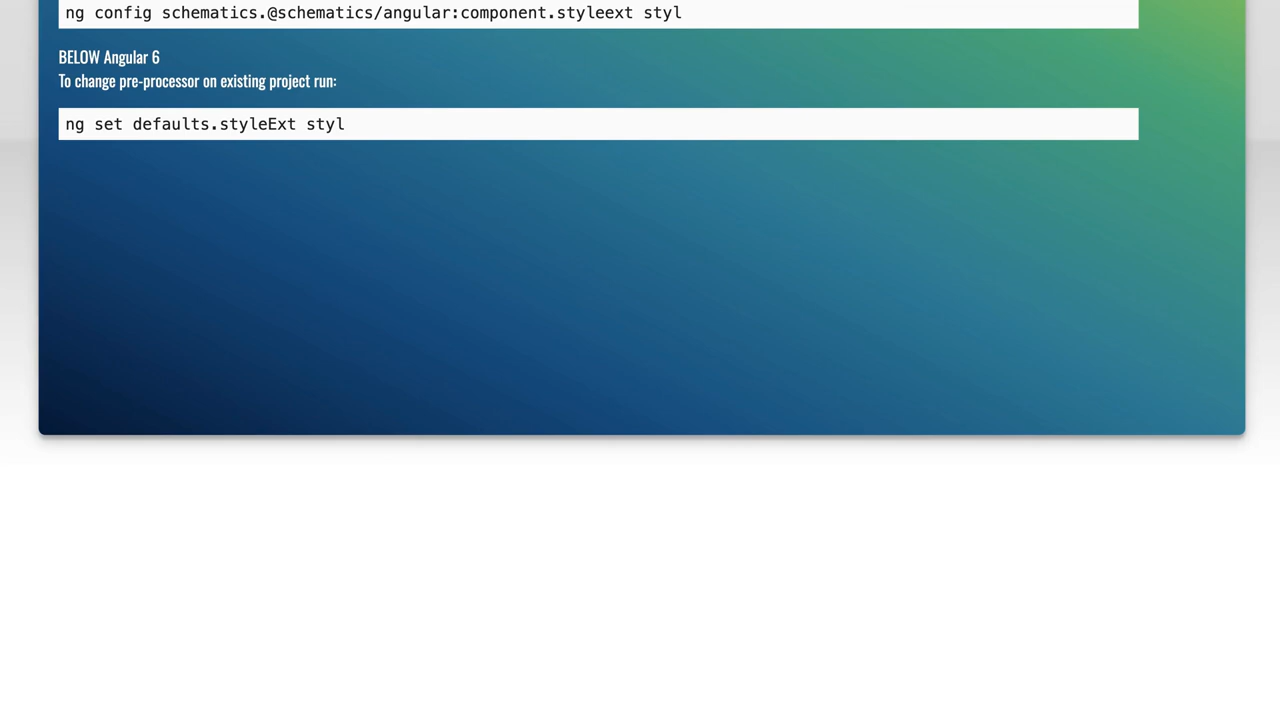 ng config schematics.@schematics/angular:component.styleext styl
BELOW Angular 6
To change pre-processor on existing project run:
ng set defaults.styleExt styl